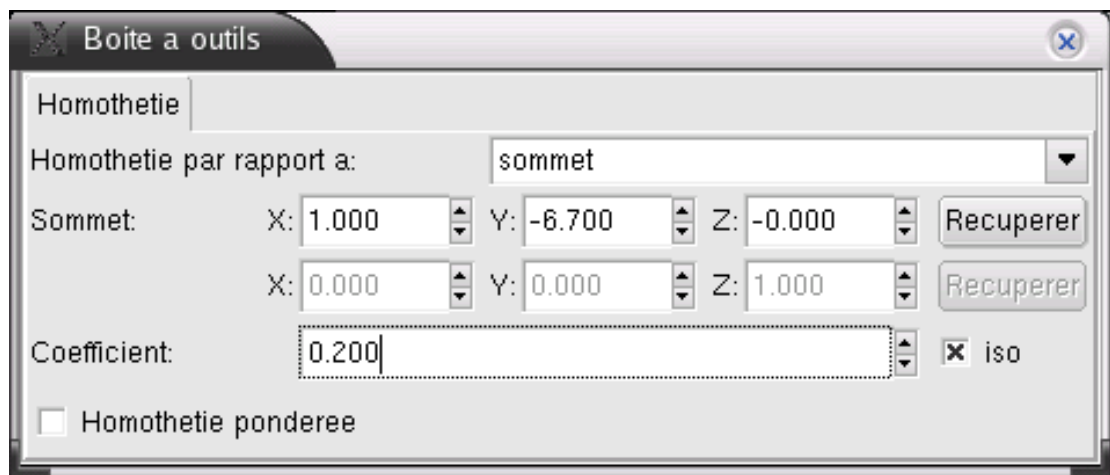 Boite a outils
Homothetie
Homothetie par rapport a: sommet
Sommet: X: 1.000 Y: -6.700 Z: -0.000 Recuperer
X: 0.000 Y: 0.000 Z: 1.000 Recuperer
Coefficient: 0.200 iso
Homothetie ponderee